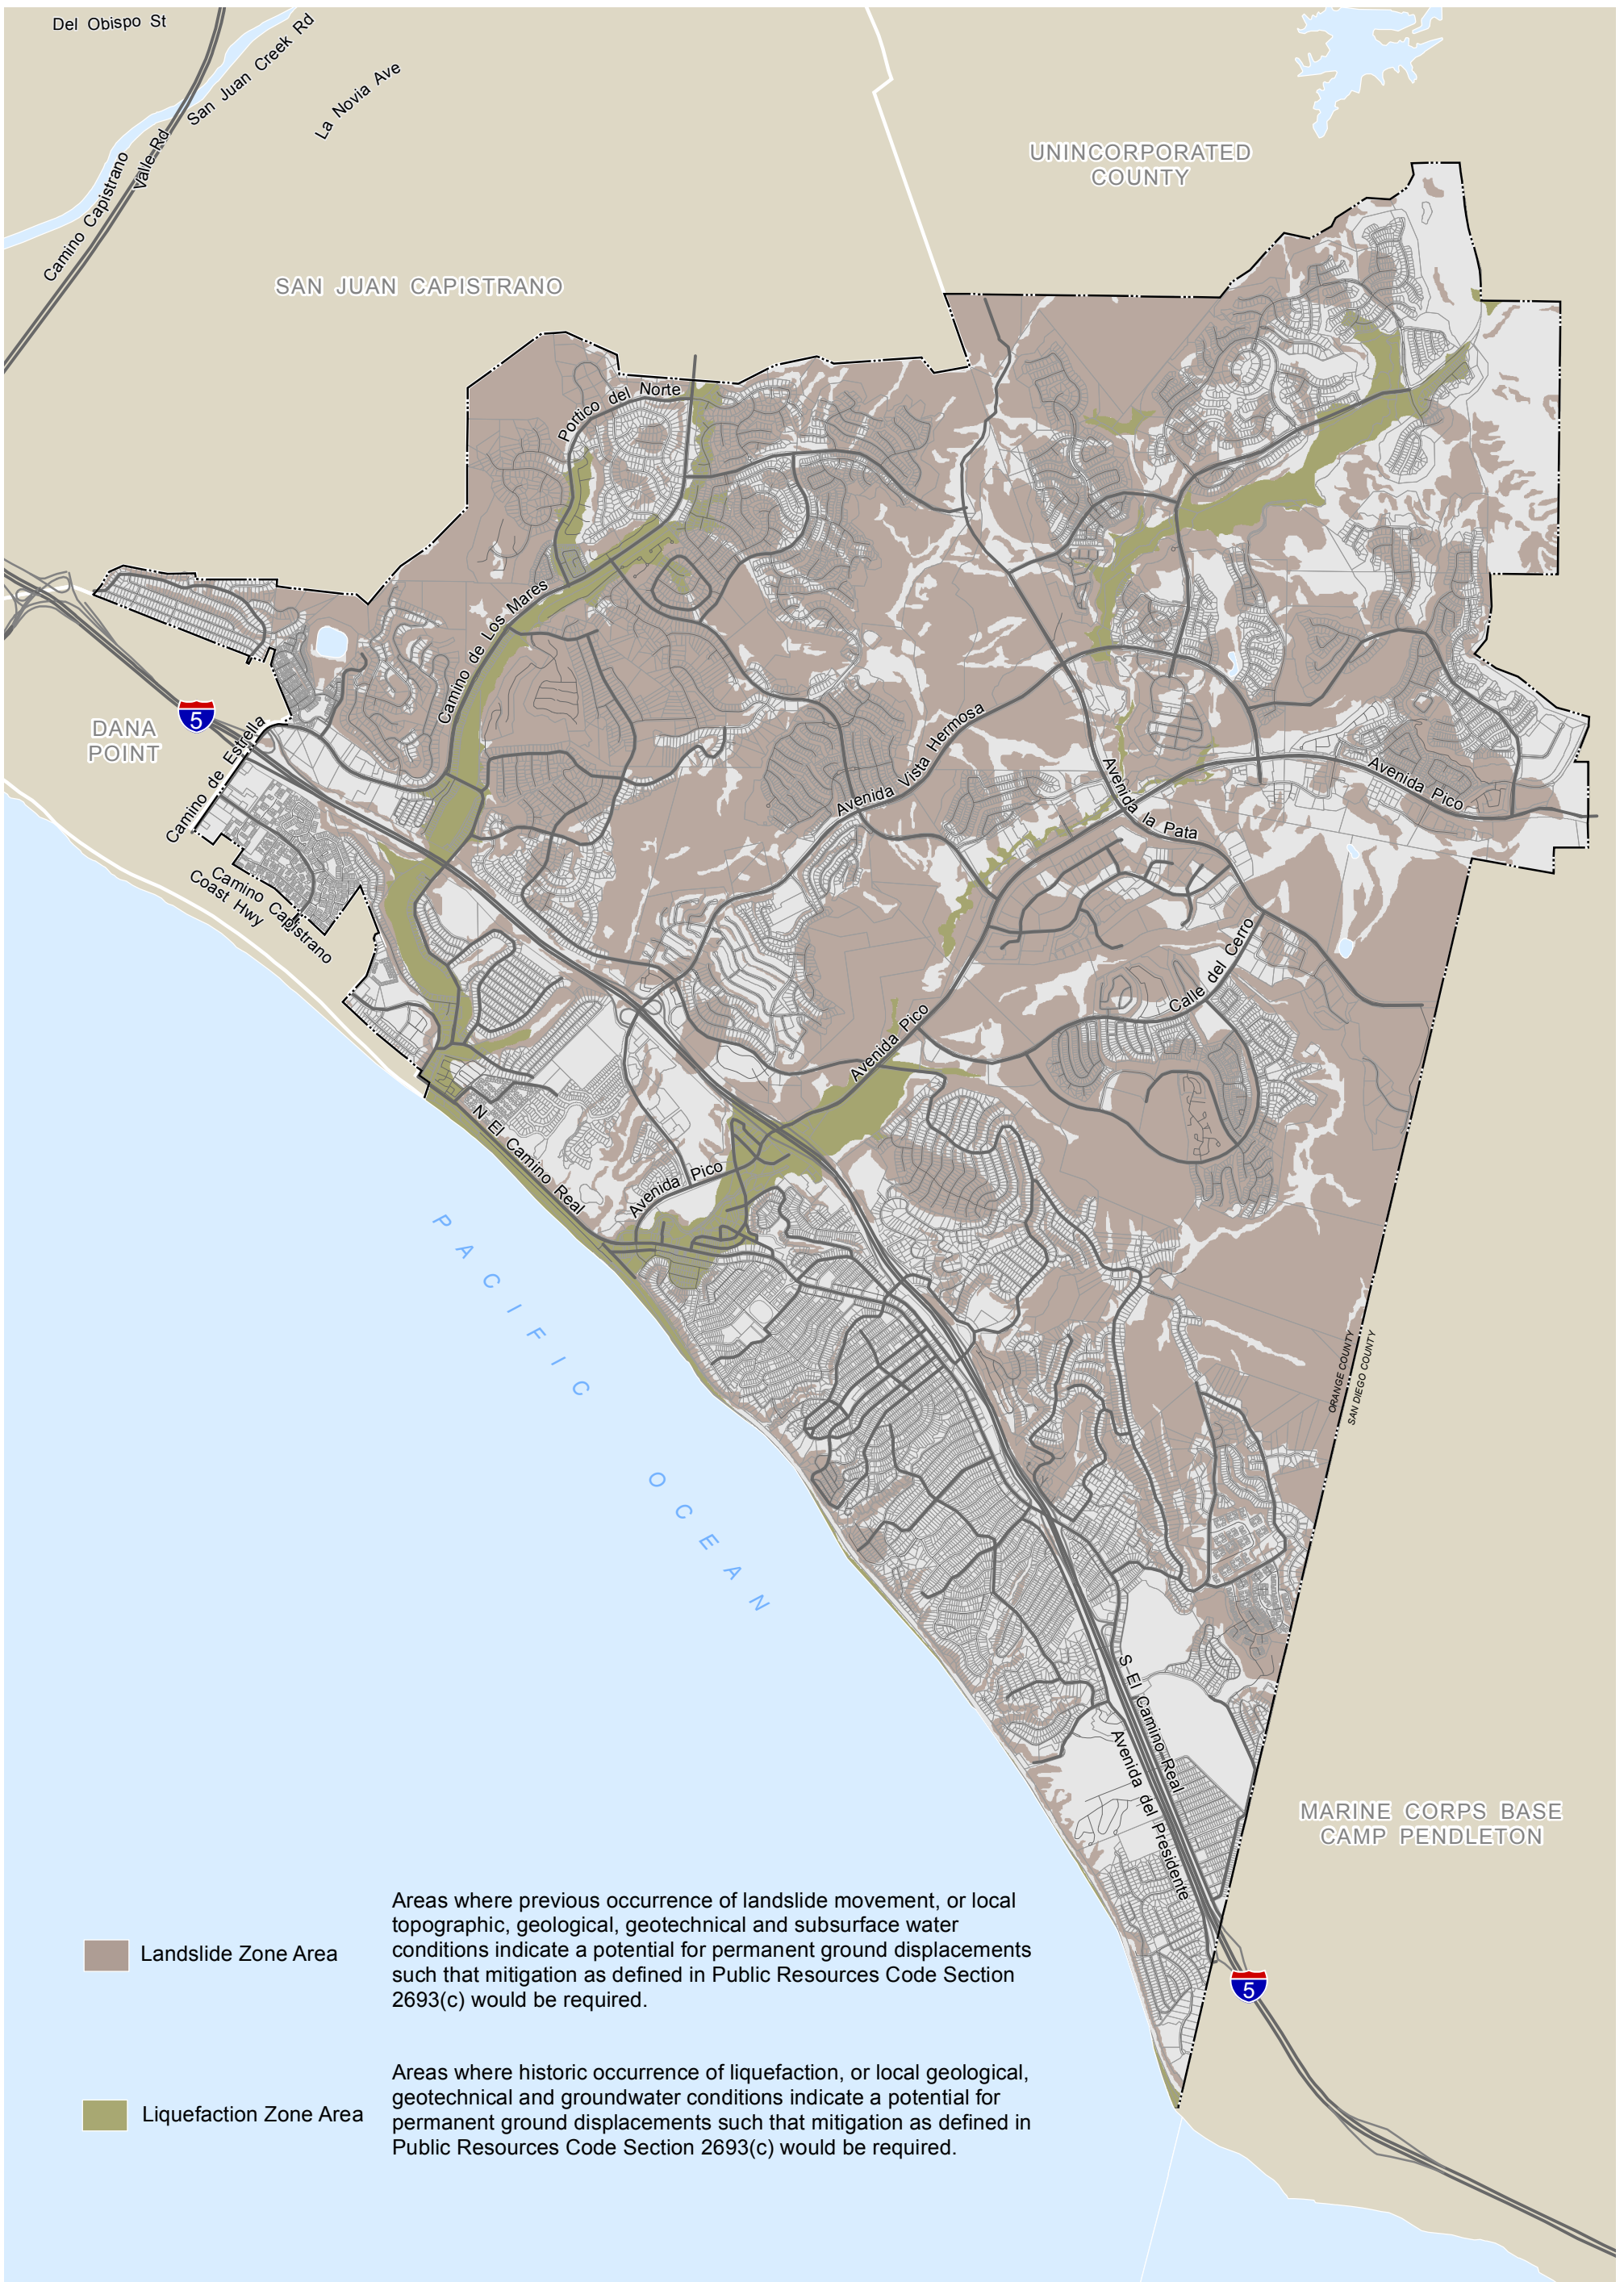 Del Obispo St
San Juan Creek Rd
La Novia Ave
Camino Capistrano
Valle Rd
UNINCORPORATED
COUNTY
SAN JUAN CAPISTRANO
Portico del Norte
Camino de Los Mares
5
DANA
POINT
Camino de Estrella
Avenida Vista Hermosa
Avenida la Pata
Avenida Pico
Camino Capistrano
Coast Hwy
Calle del Cerro
Avenida Pico
N El Camino Real
Avenida Pico
PACIFIC
OCEAN
ORANGE COUNTY
SAN DIEGO COUNTY
S El Camino Real
Avenida del Presidente
MARINE CORPS BASE
CAMP PENDLETON
5
Landslide Zone Area
Areas where previous occurrence of landslide movement, or local
topographic, geological, geotechnical and subsurface water
conditions indicate a potential for permanent ground displacements
such that mitigation as defined in Public Resources Code Section
2693(c) would be required.
Liquefaction Zone Area
Areas where historic occurrence of liquefaction, or local geological,
geotechnical and groundwater conditions indicate a potential for
permanent ground displacements such that mitigation as defined in
Public Resources Code Section 2693(c) would be required.